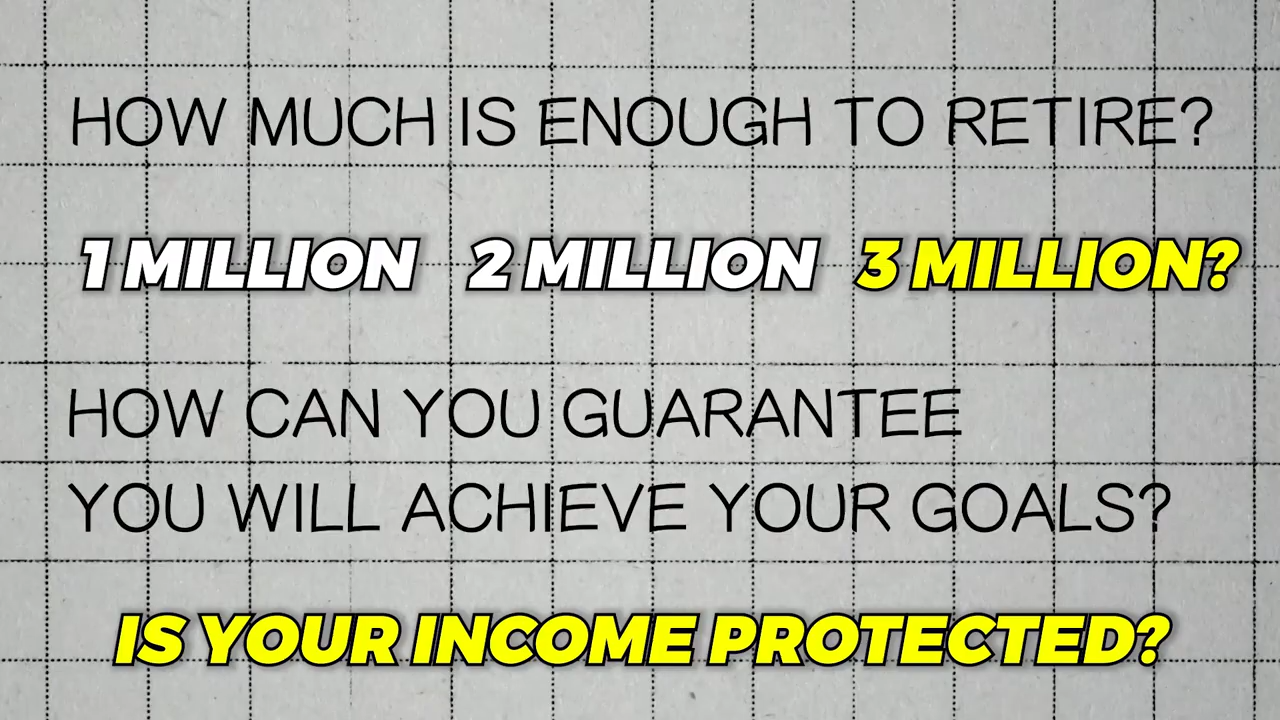 HOW MUCH IS ENOUGH TO RETIRE?
1 MILLION 2 MILLION 3 MILLION?
HOW CAN YOU GUARANTEE
YOU WILL ACHIEVE YOUR GOALS?
IS YOUR INCOME PROTECTED?